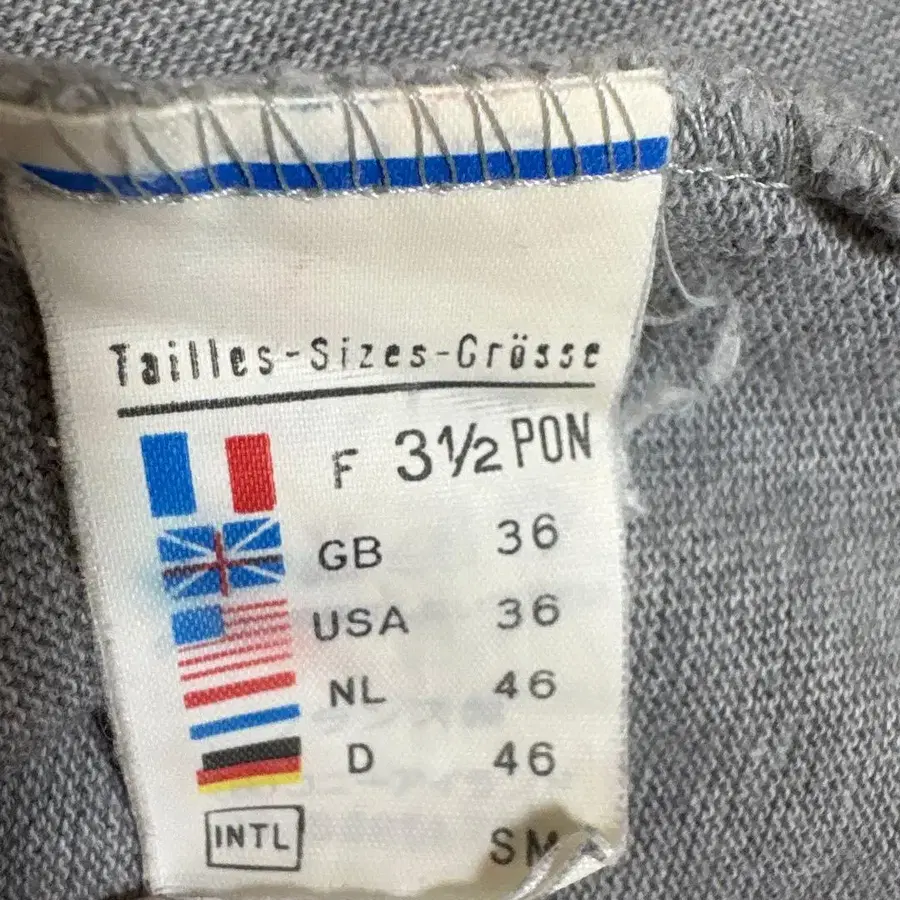 Tailles-Sizes-Grösse
F 3½ PON
GB 36
USA 36
NL 46
D 46
INTL SM